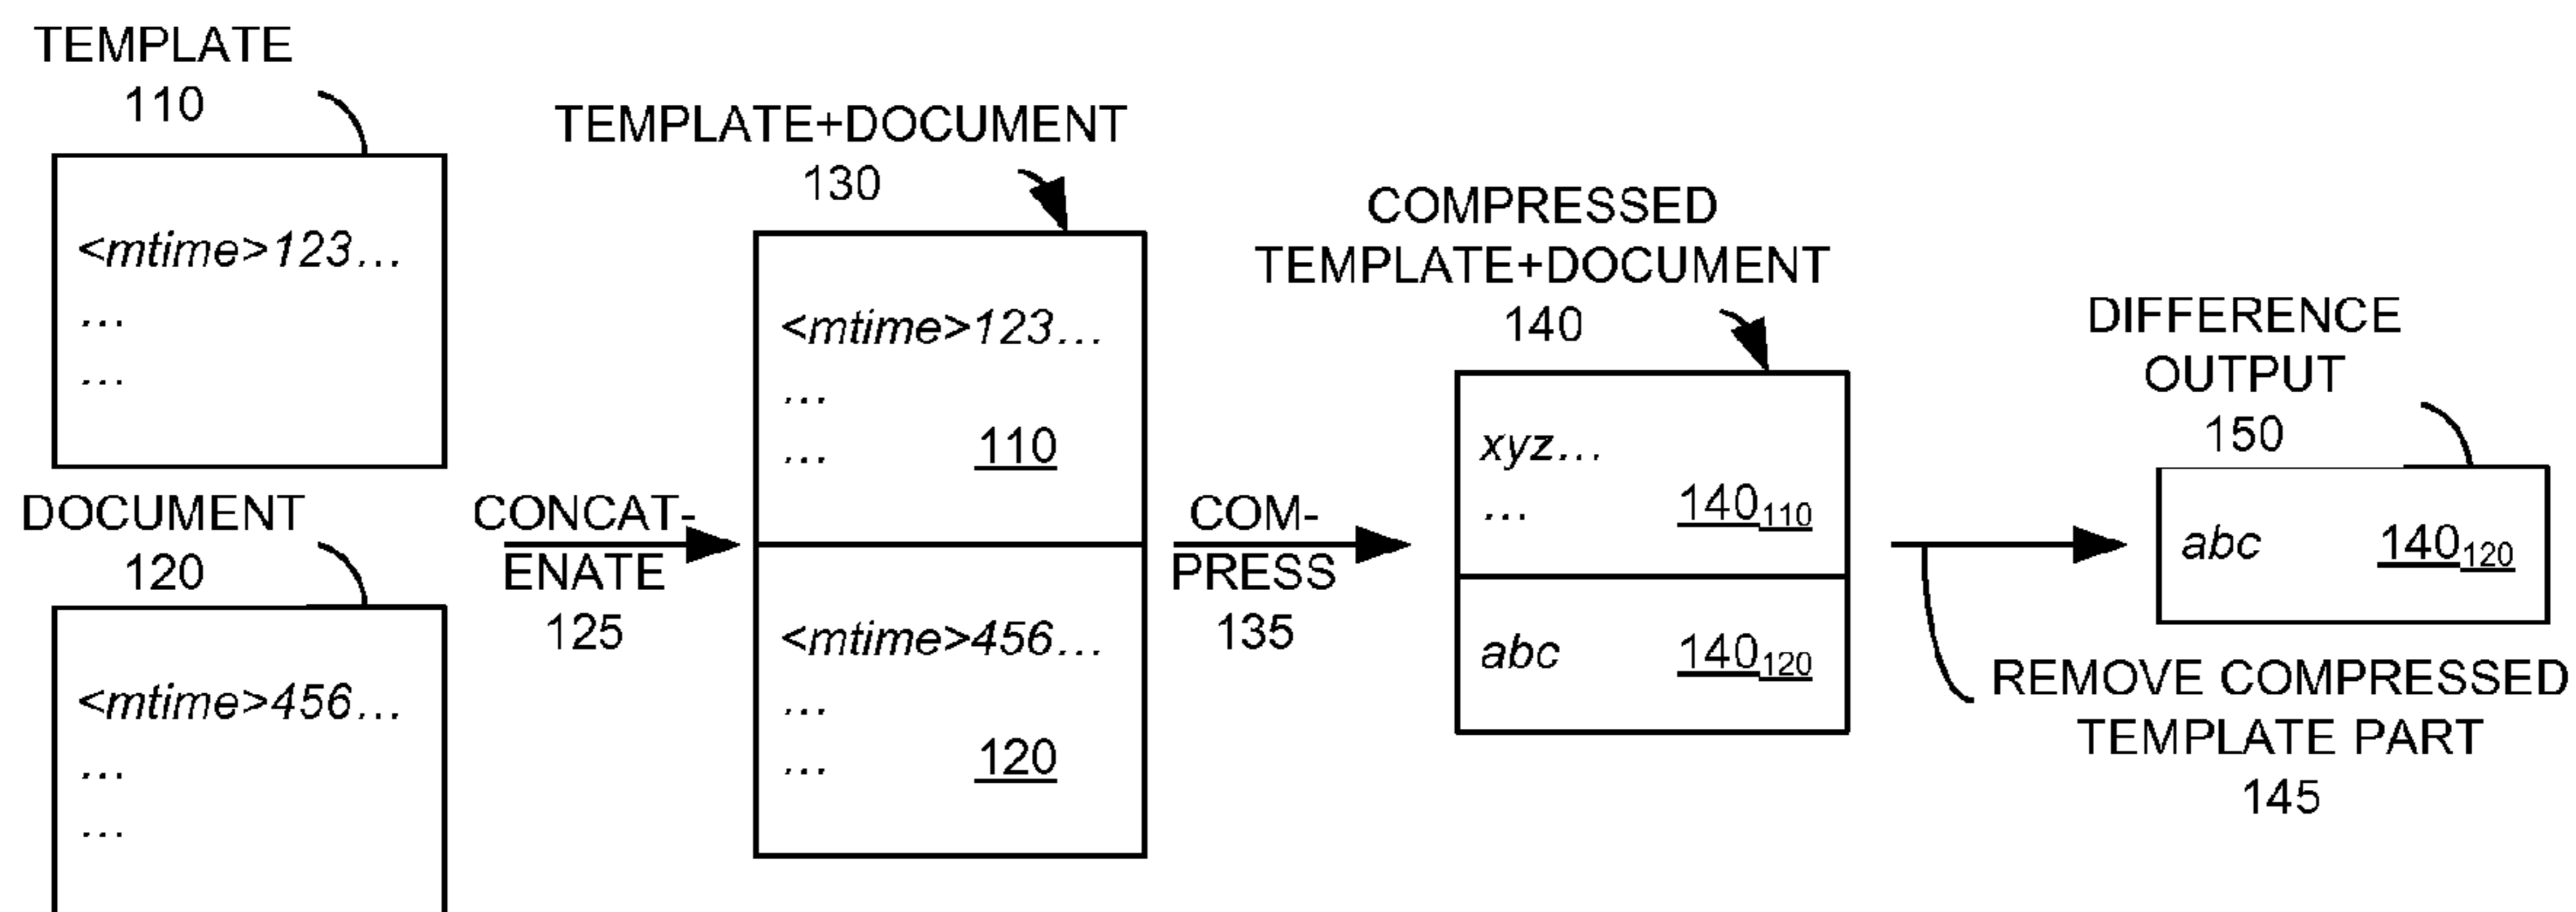 TEMPLATE
110
<mtime>123...
...
...
DOCUMENT
120
<mtime>456...
...
...
CONCAT-
ENATE
125
TEMPLATE+DOCUMENT
130
<mtime>123...
...
... 110
<mtime>456...
...
... 120
COM-
PRESS
135
COMPRESSED
TEMPLATE+DOCUMENT
140
xyz...
... 140110
abc 140120
REMOVE COMPRESSED
TEMPLATE PART
145
DIFFERENCE
OUTPUT
150
abc 140120